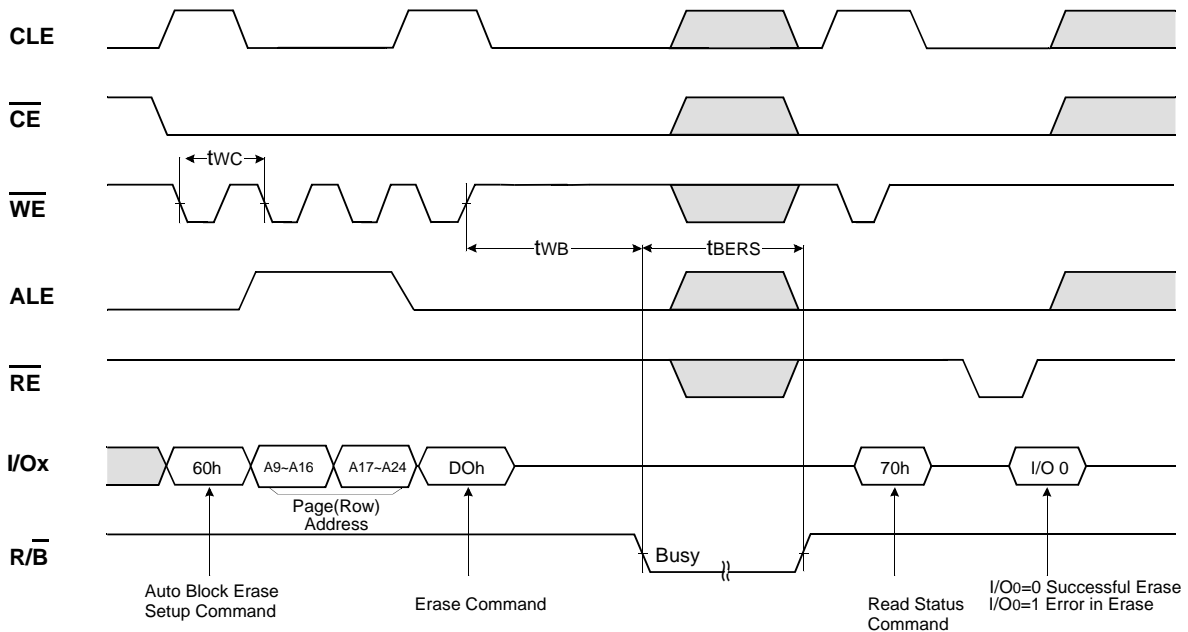 CLE
CE
tWC
WE
tWB
tBERS
ALE
RE
I/Ox
60h
A9~A16
A17~A24
DOh
70h
I/O 0
Page(Row)
Address
R/B
Busy
Auto Block Erase
Setup Command
Erase Command
Read Status
Command
I/O0=0 Successful Erase
I/O0=1 Error in Erase